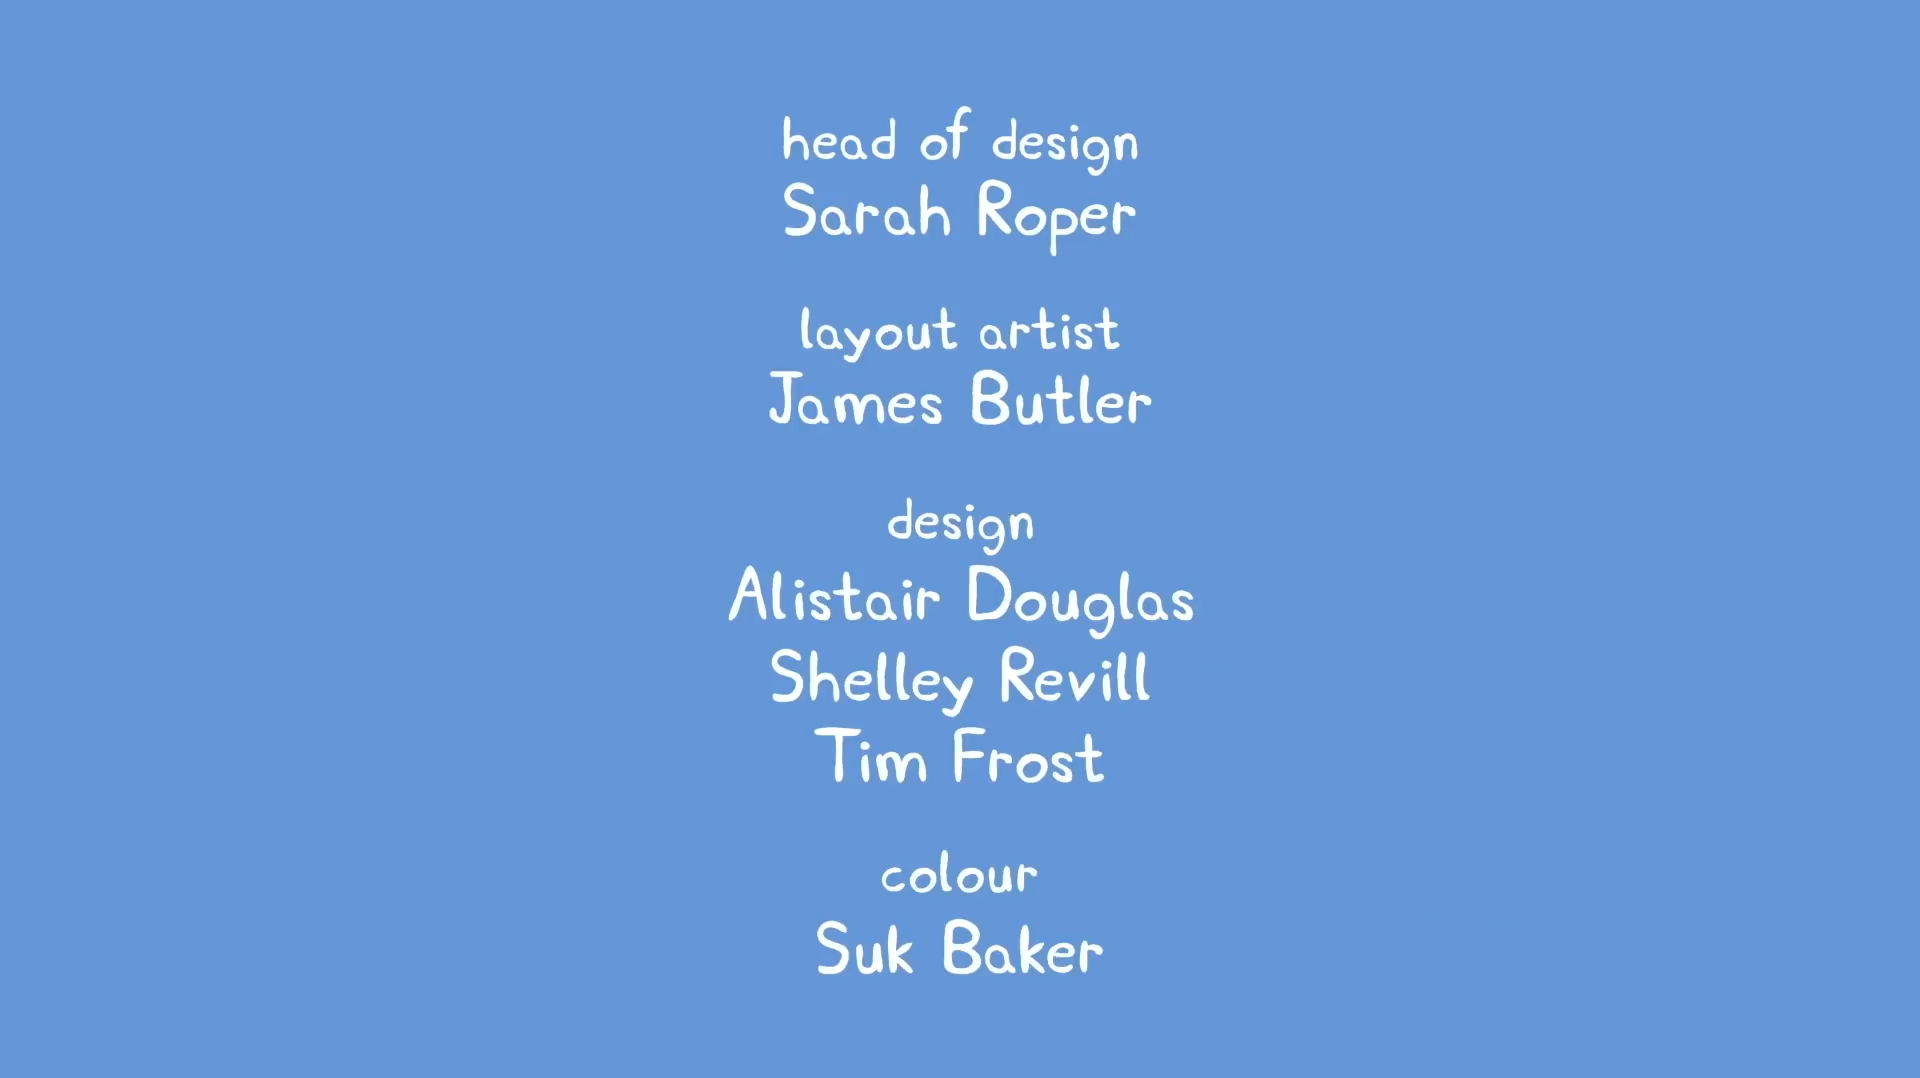 head of design
Sarah Roper
layout artist
James Butler
design
Alistair Douglas
Shelley Revill
Tim Frost
colour
Suk Baker